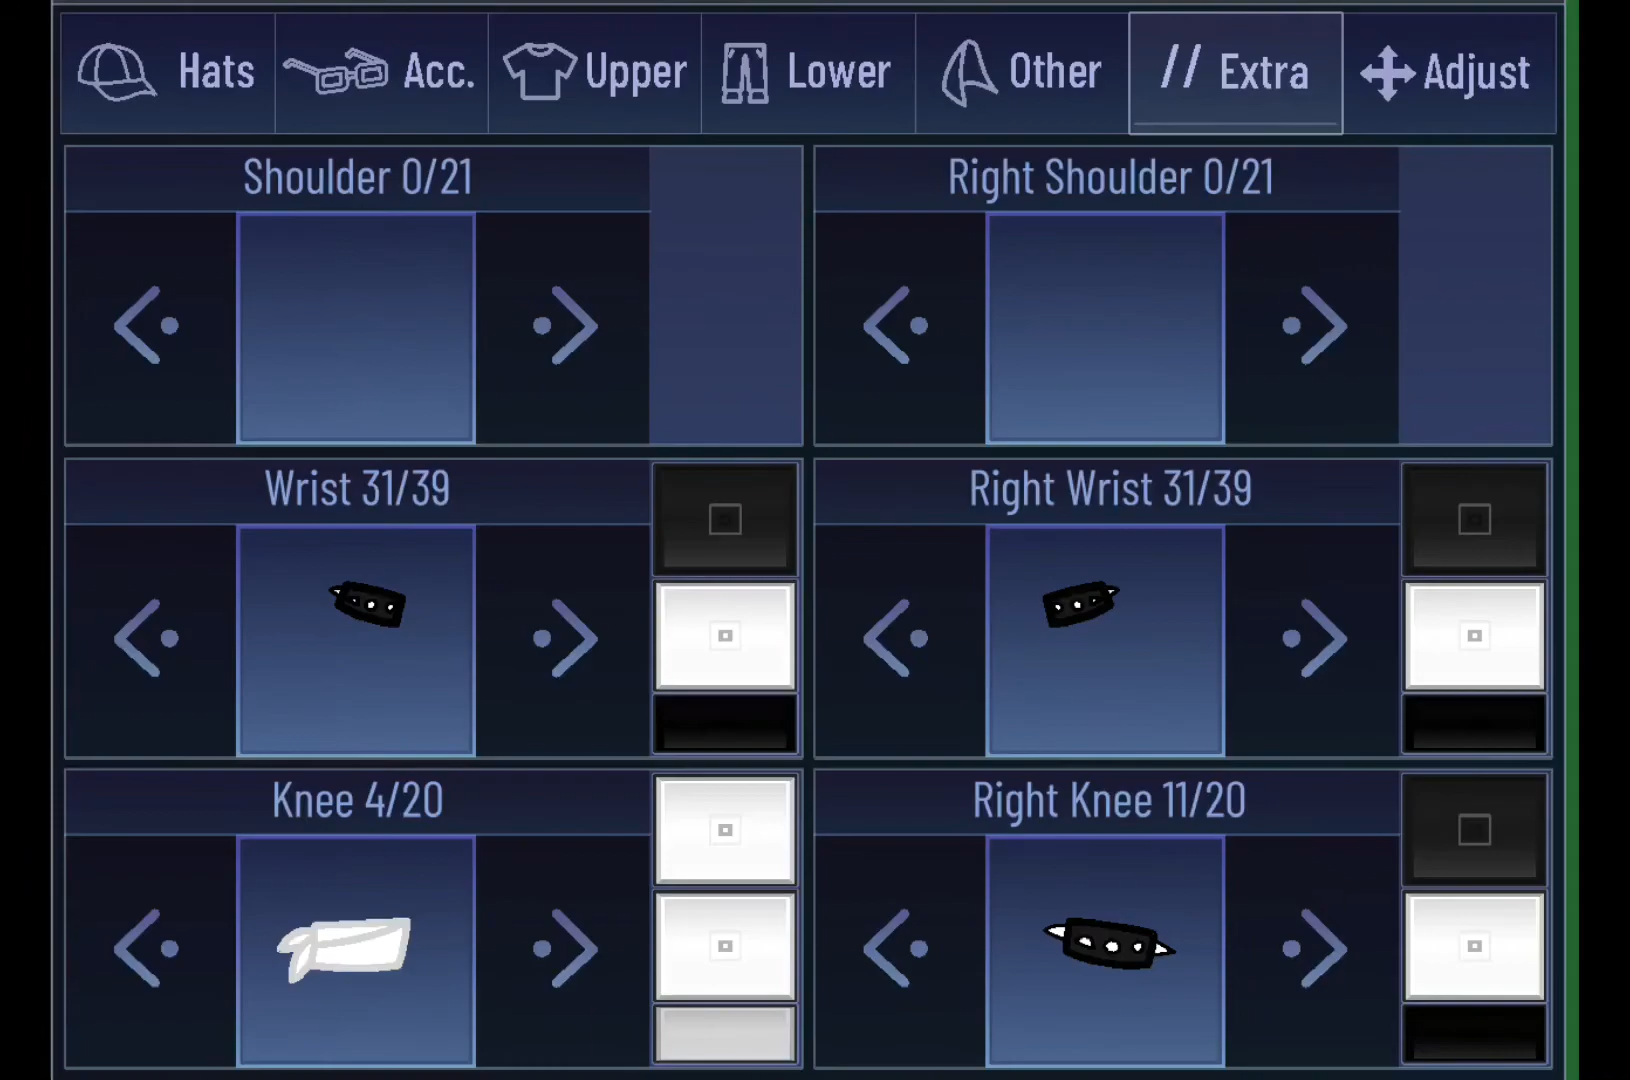 Hats
Acc.
Upper
Lower
Other
// Extra
Adjust
Shoulder 0/21
Right Shoulder 0/21
Wrist 31/39
Right Wrist 31/39
Knee 4/20
Right Knee 11/20